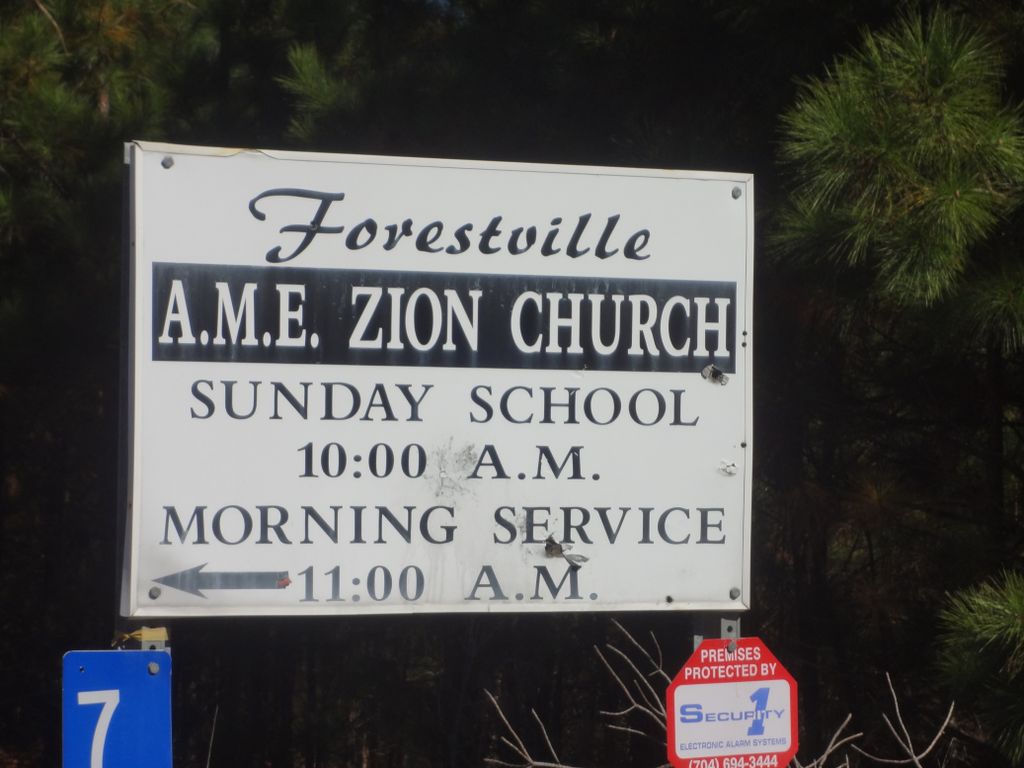 Forestville
A.M.E. ZION CHURCH
SUNDAY SCHOOL
10:00 A.M.
MORNING SERVICE
11:00 A.M.
7
PREMISES
PROTECTED BY
SECURITY 1
ELECTRONIC ALARM SYSTEMS
(704) 694-3444